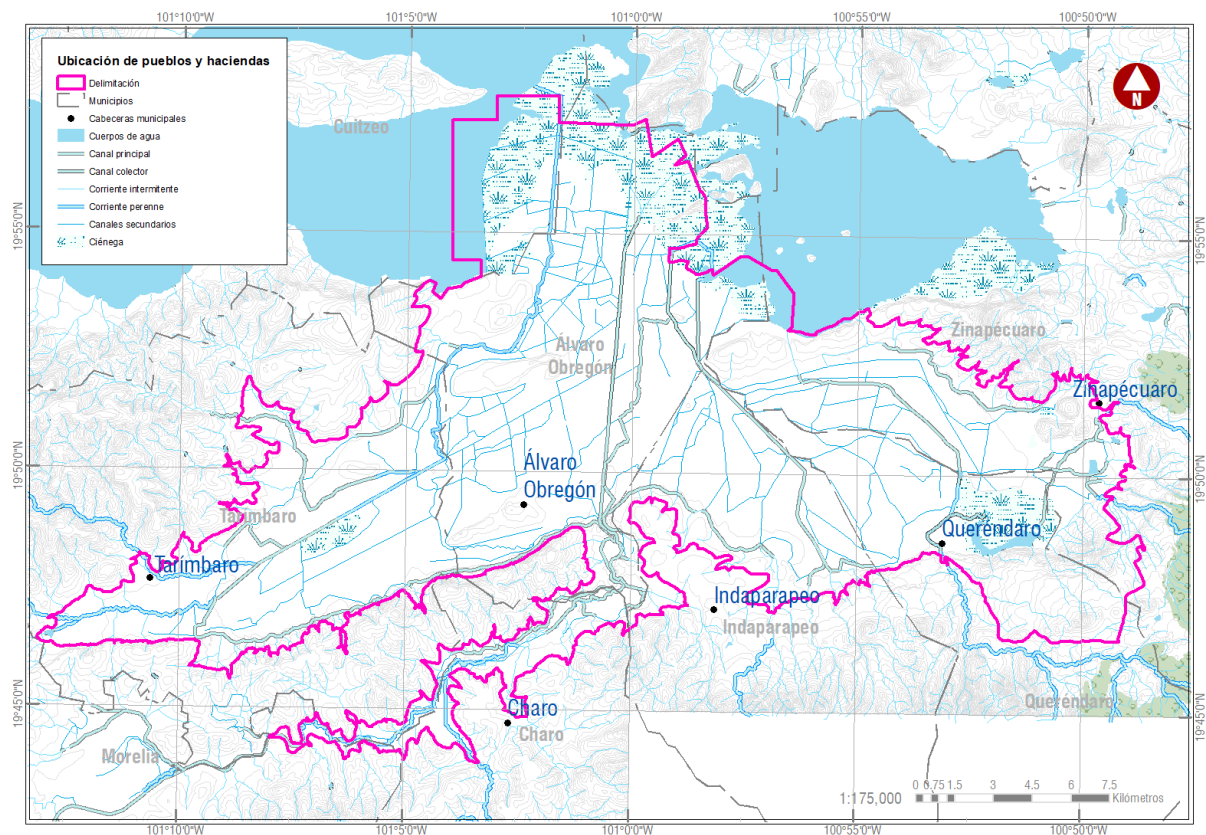 101°10'0"W 101°5'0"W 101°0'0"W 100°55'0"W 100°50'0"W
Ubicación de pueblos y haciendas
Delimitación
Municipios
Cabeceras municipales
Cuerpos de agua
Canal principal
Canal colector
Corriente intermitente
Corriente perenne
Canales secundarios
Ciénega
N
Cuitzeo
19°55'0"N
19°55'0"N
Zinapécuaro
Álvaro
Obregón
Zinapécuaro
Álvaro
Obregón
19°50'0"N
19°50'0"N
Tarímbaro
Queréndaro
Tarímbaro
Indaparapeo
Indaparapeo
Queréndaro
Charo
Charo
19°45'0"N
19°45'0"N
Morelia
1:175,000
0 0.75 1.5 3 4.5 6 7.5
Kilómetros
101°10'0"W 101°5'0"W 101°0'0"W 100°55'0"W 100°50'0"W